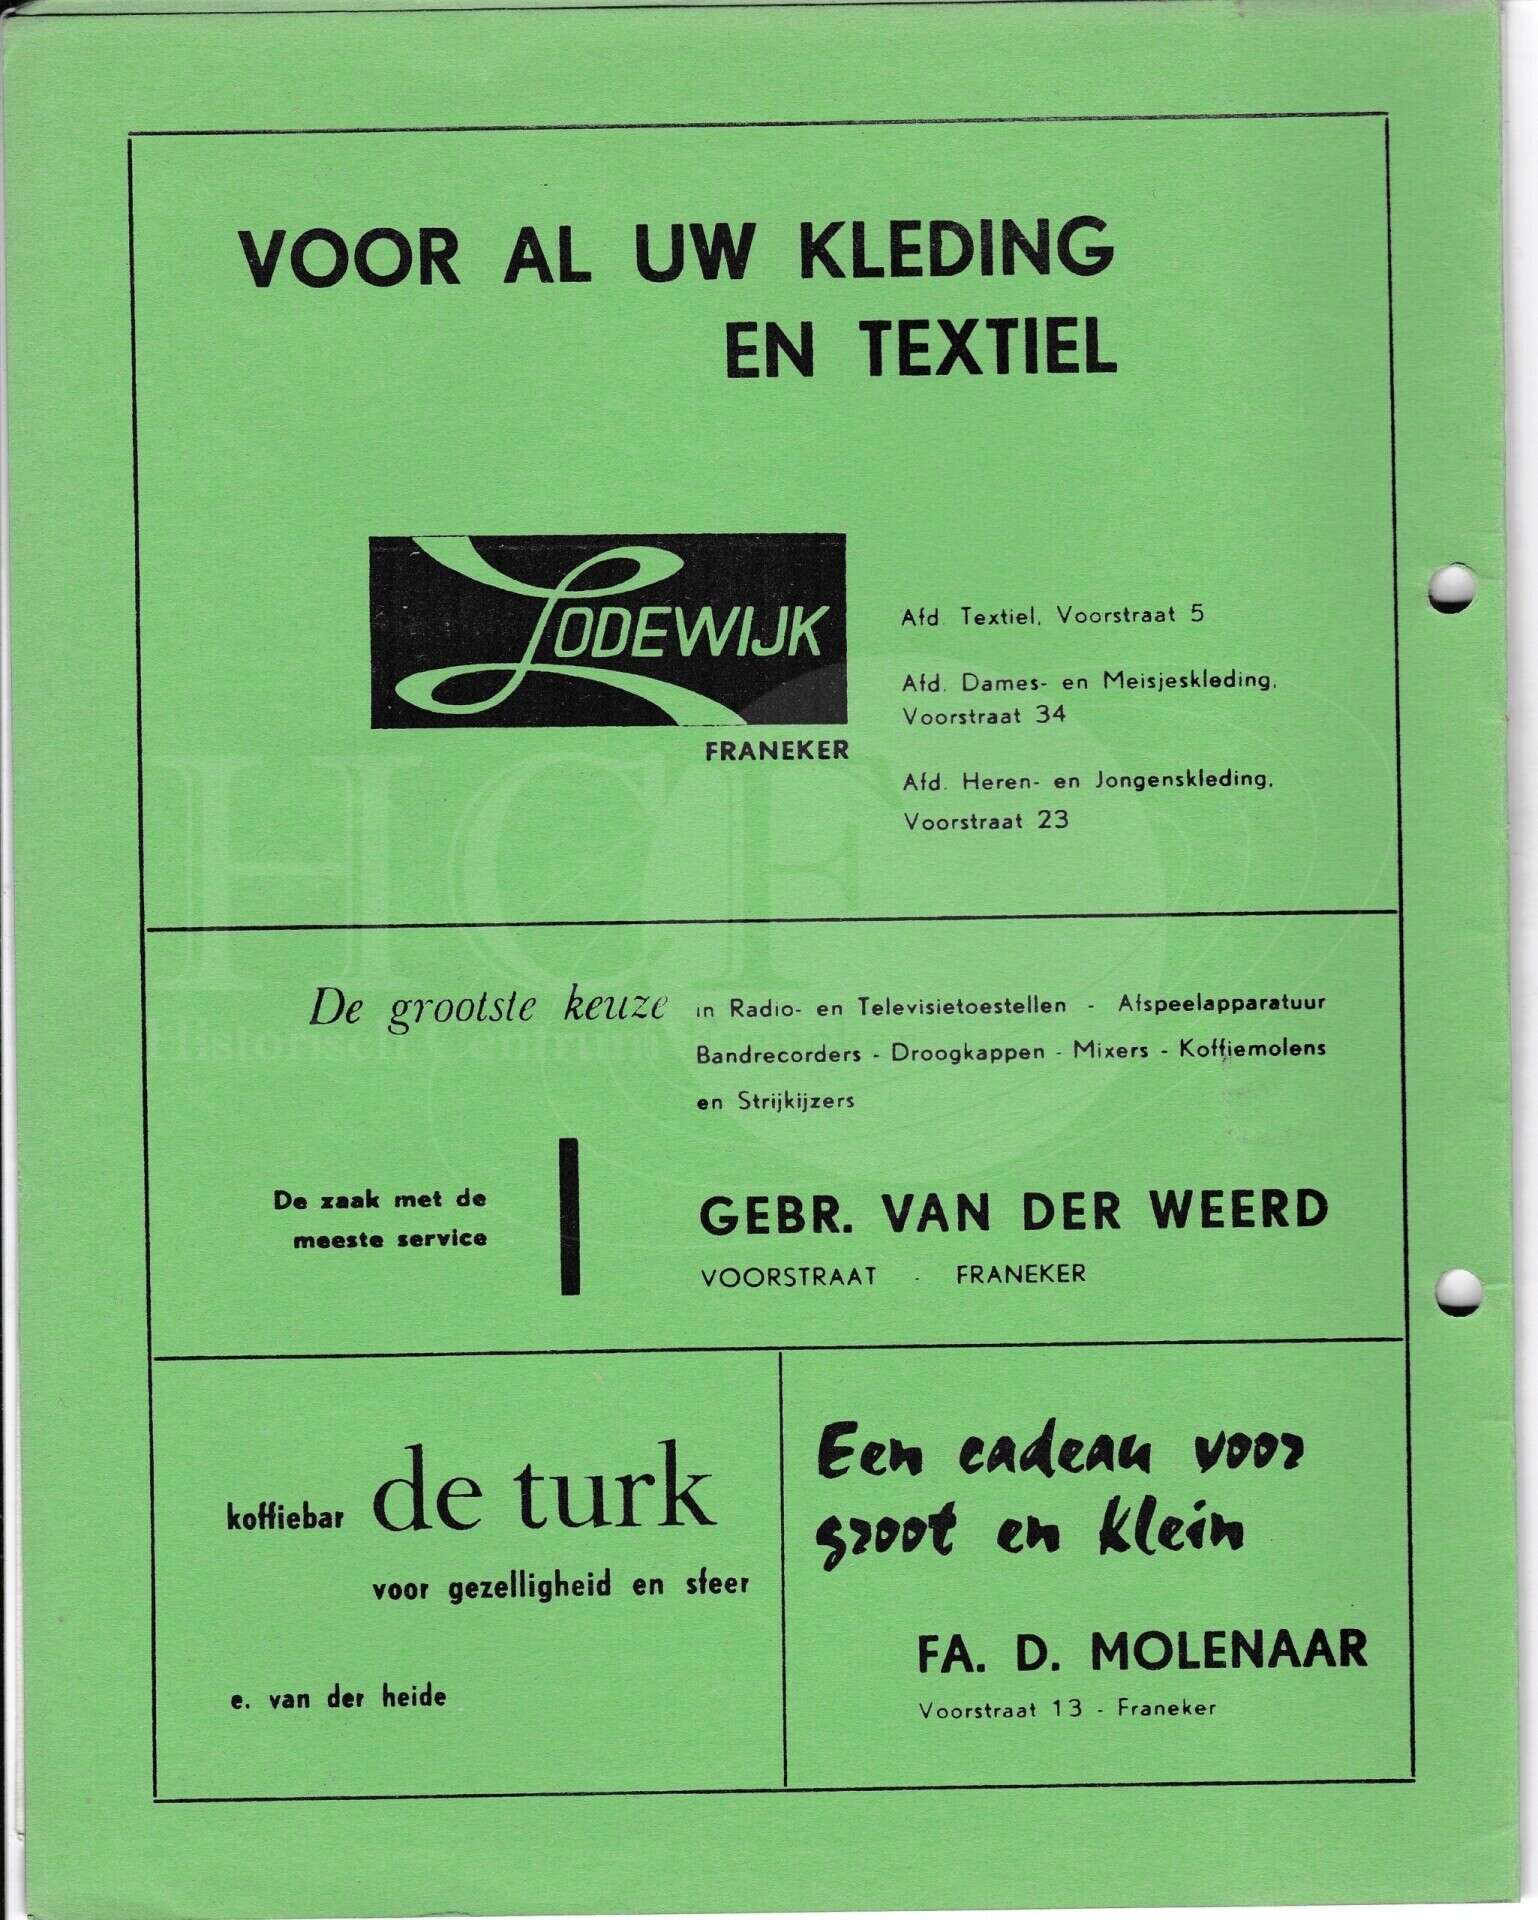 VOOR AL UW KLEDING
EN TEXTIEL
LODEWIJK
FRANEKER
Afd. Textiel, Voorstraat 5
Afd. Dames- en Meisjeskleding,
Voorstraat 34
Afd. Heren- en Jongenskleding,
Voorstraat 23
HCF
De grootste keuze in Radio- en Televisietoestellen - Afspeelapparatuur
Bandrecorders - Droogkappen - Mixers - Koffiemolens
en Strijkijzers
De zaak met de
meeste service
GEBR. VAN DER WEERD
VOORSTRAAT - FRANEKER
koffiebar de turk
voor gezelligheid en sfeer
e. van der heide
Een cadeau voor
groot en klein
FA. D. MOLENAAR
Voorstraat 13 - Franeker